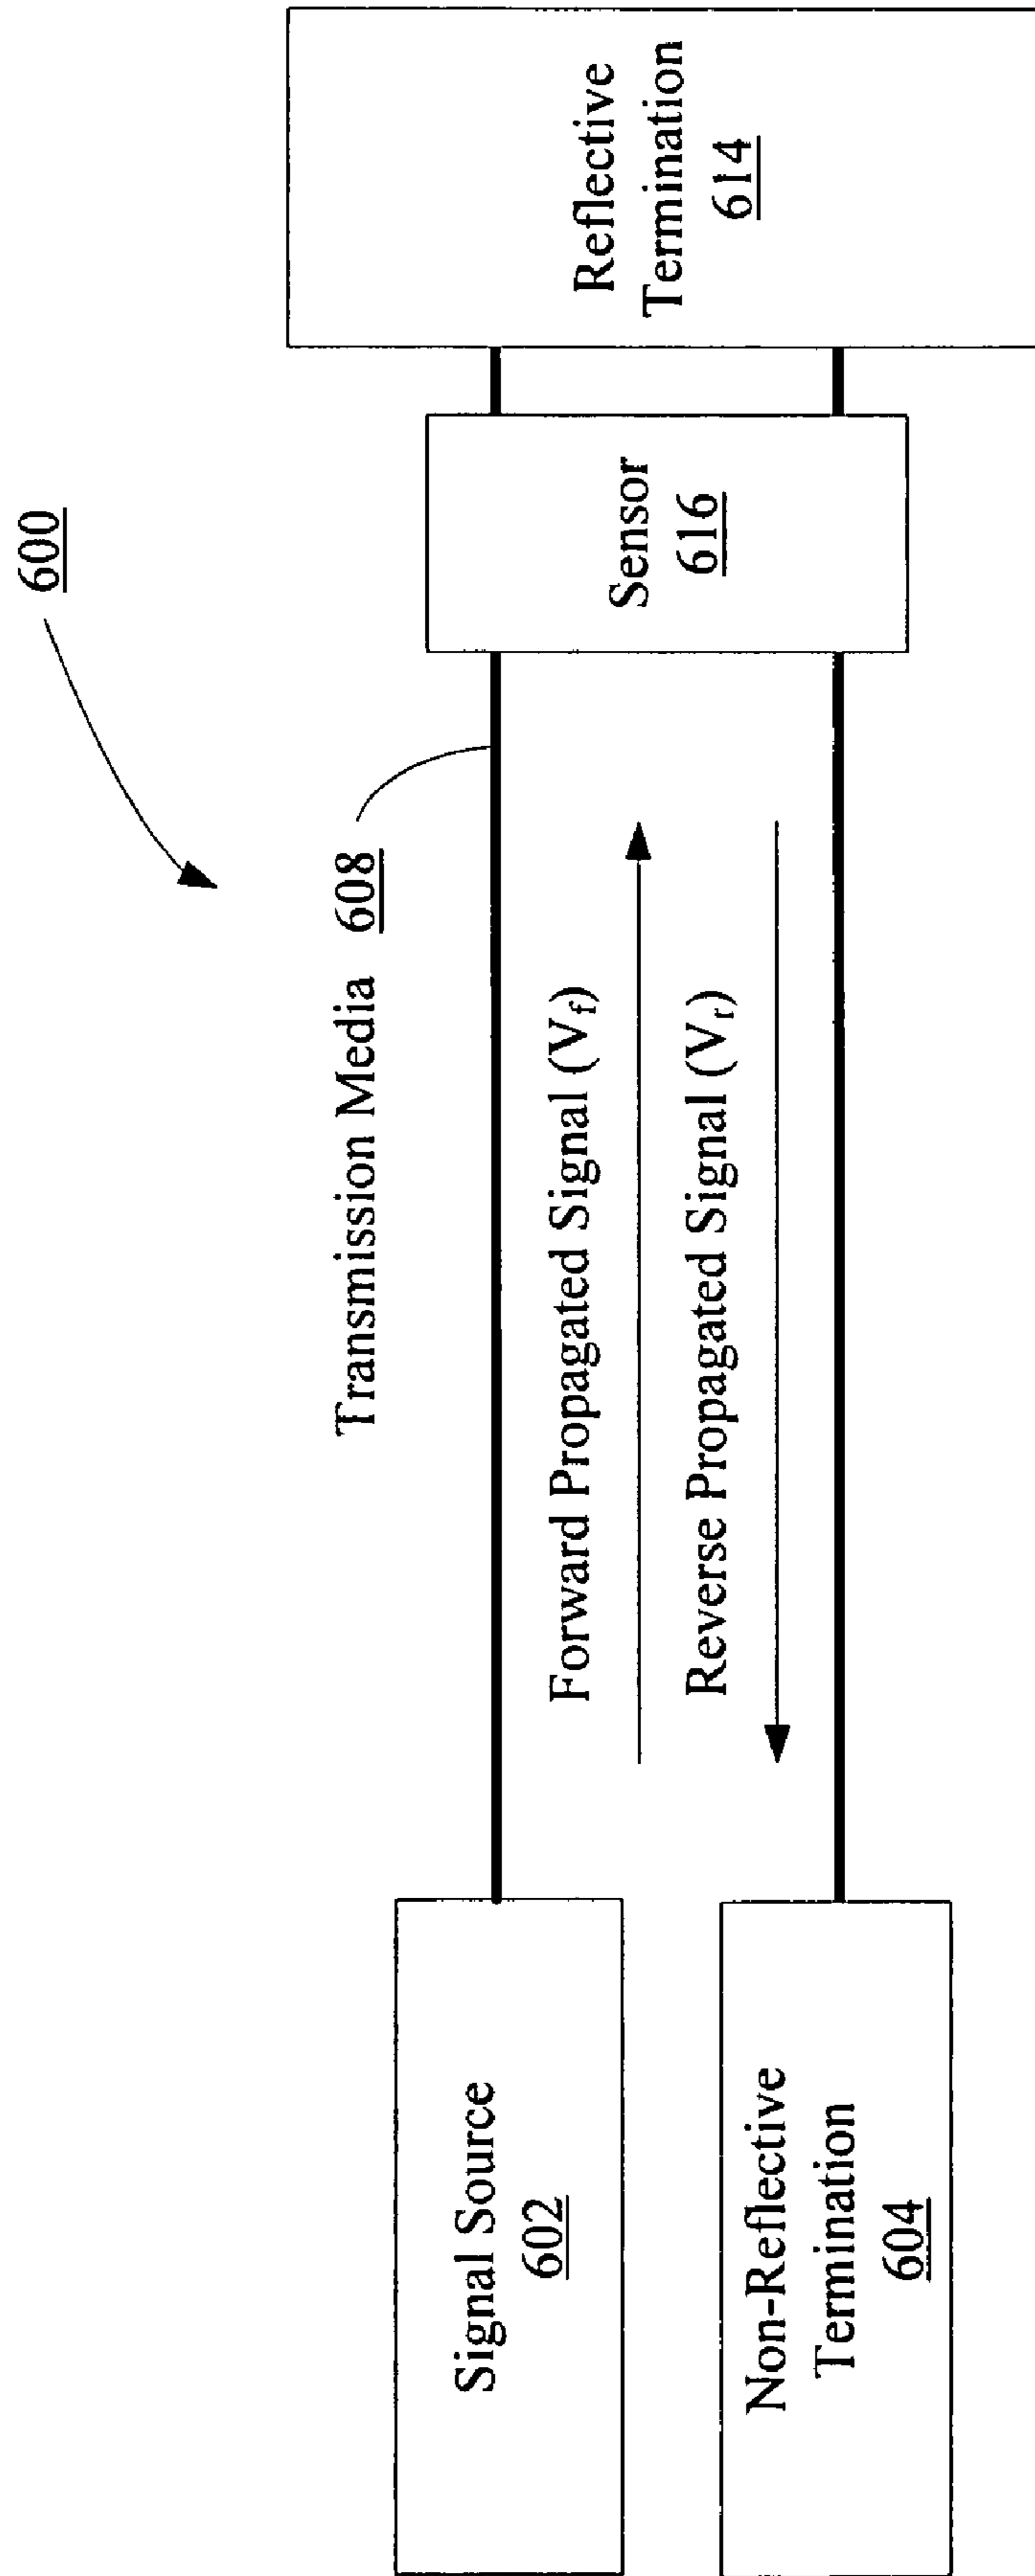 600
Transmission Media 608
Signal Source
602
Forward Propagated Signal (Vf)
Reverse Propagated Signal (Vr)
Non-Reflective
Termination
604
Sensor
616
Reflective
Termination
614